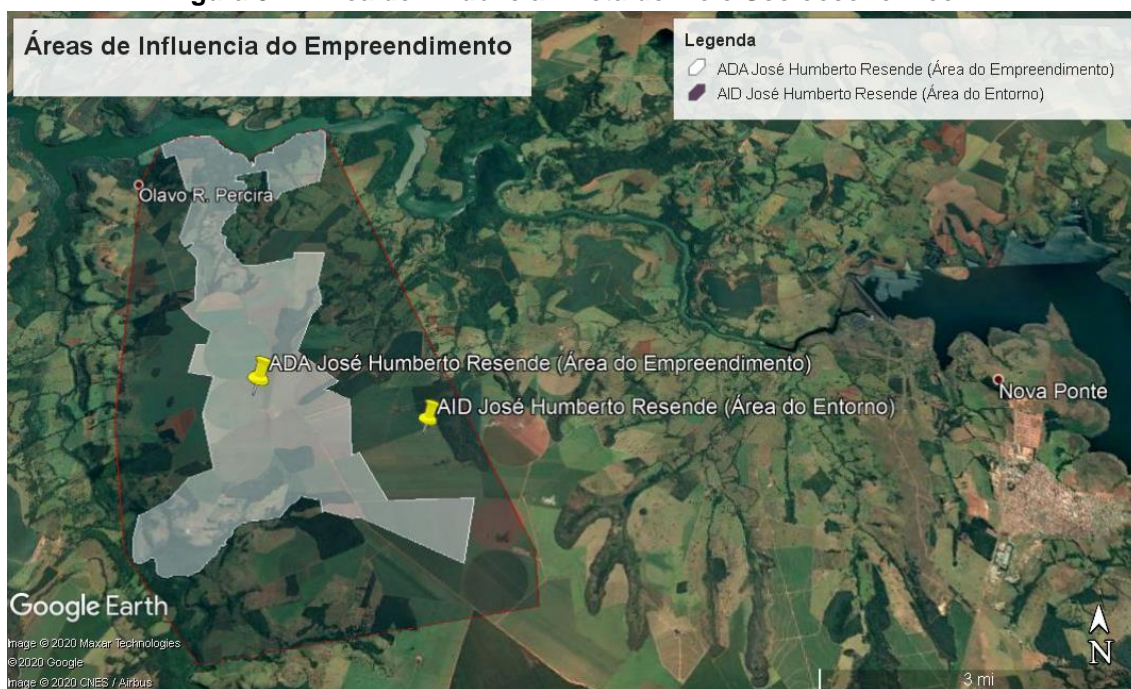 Áreas de Influencia do Empreendimento
Legenda
ADA José Humberto Resende (Área do Empreendimento)
AID José Humberto Resende (Área do Entorno)
Olavo R. Percira
ADA José Humberto Resende (Área do Empreendimento)
AID José Humberto Resende (Área do Entorno)
Nova Ponte
Google Earth
Image © 2020 Maxar Technologies
© 2020 Google
Image © 2020 CNES / Airbus
N
3 mi